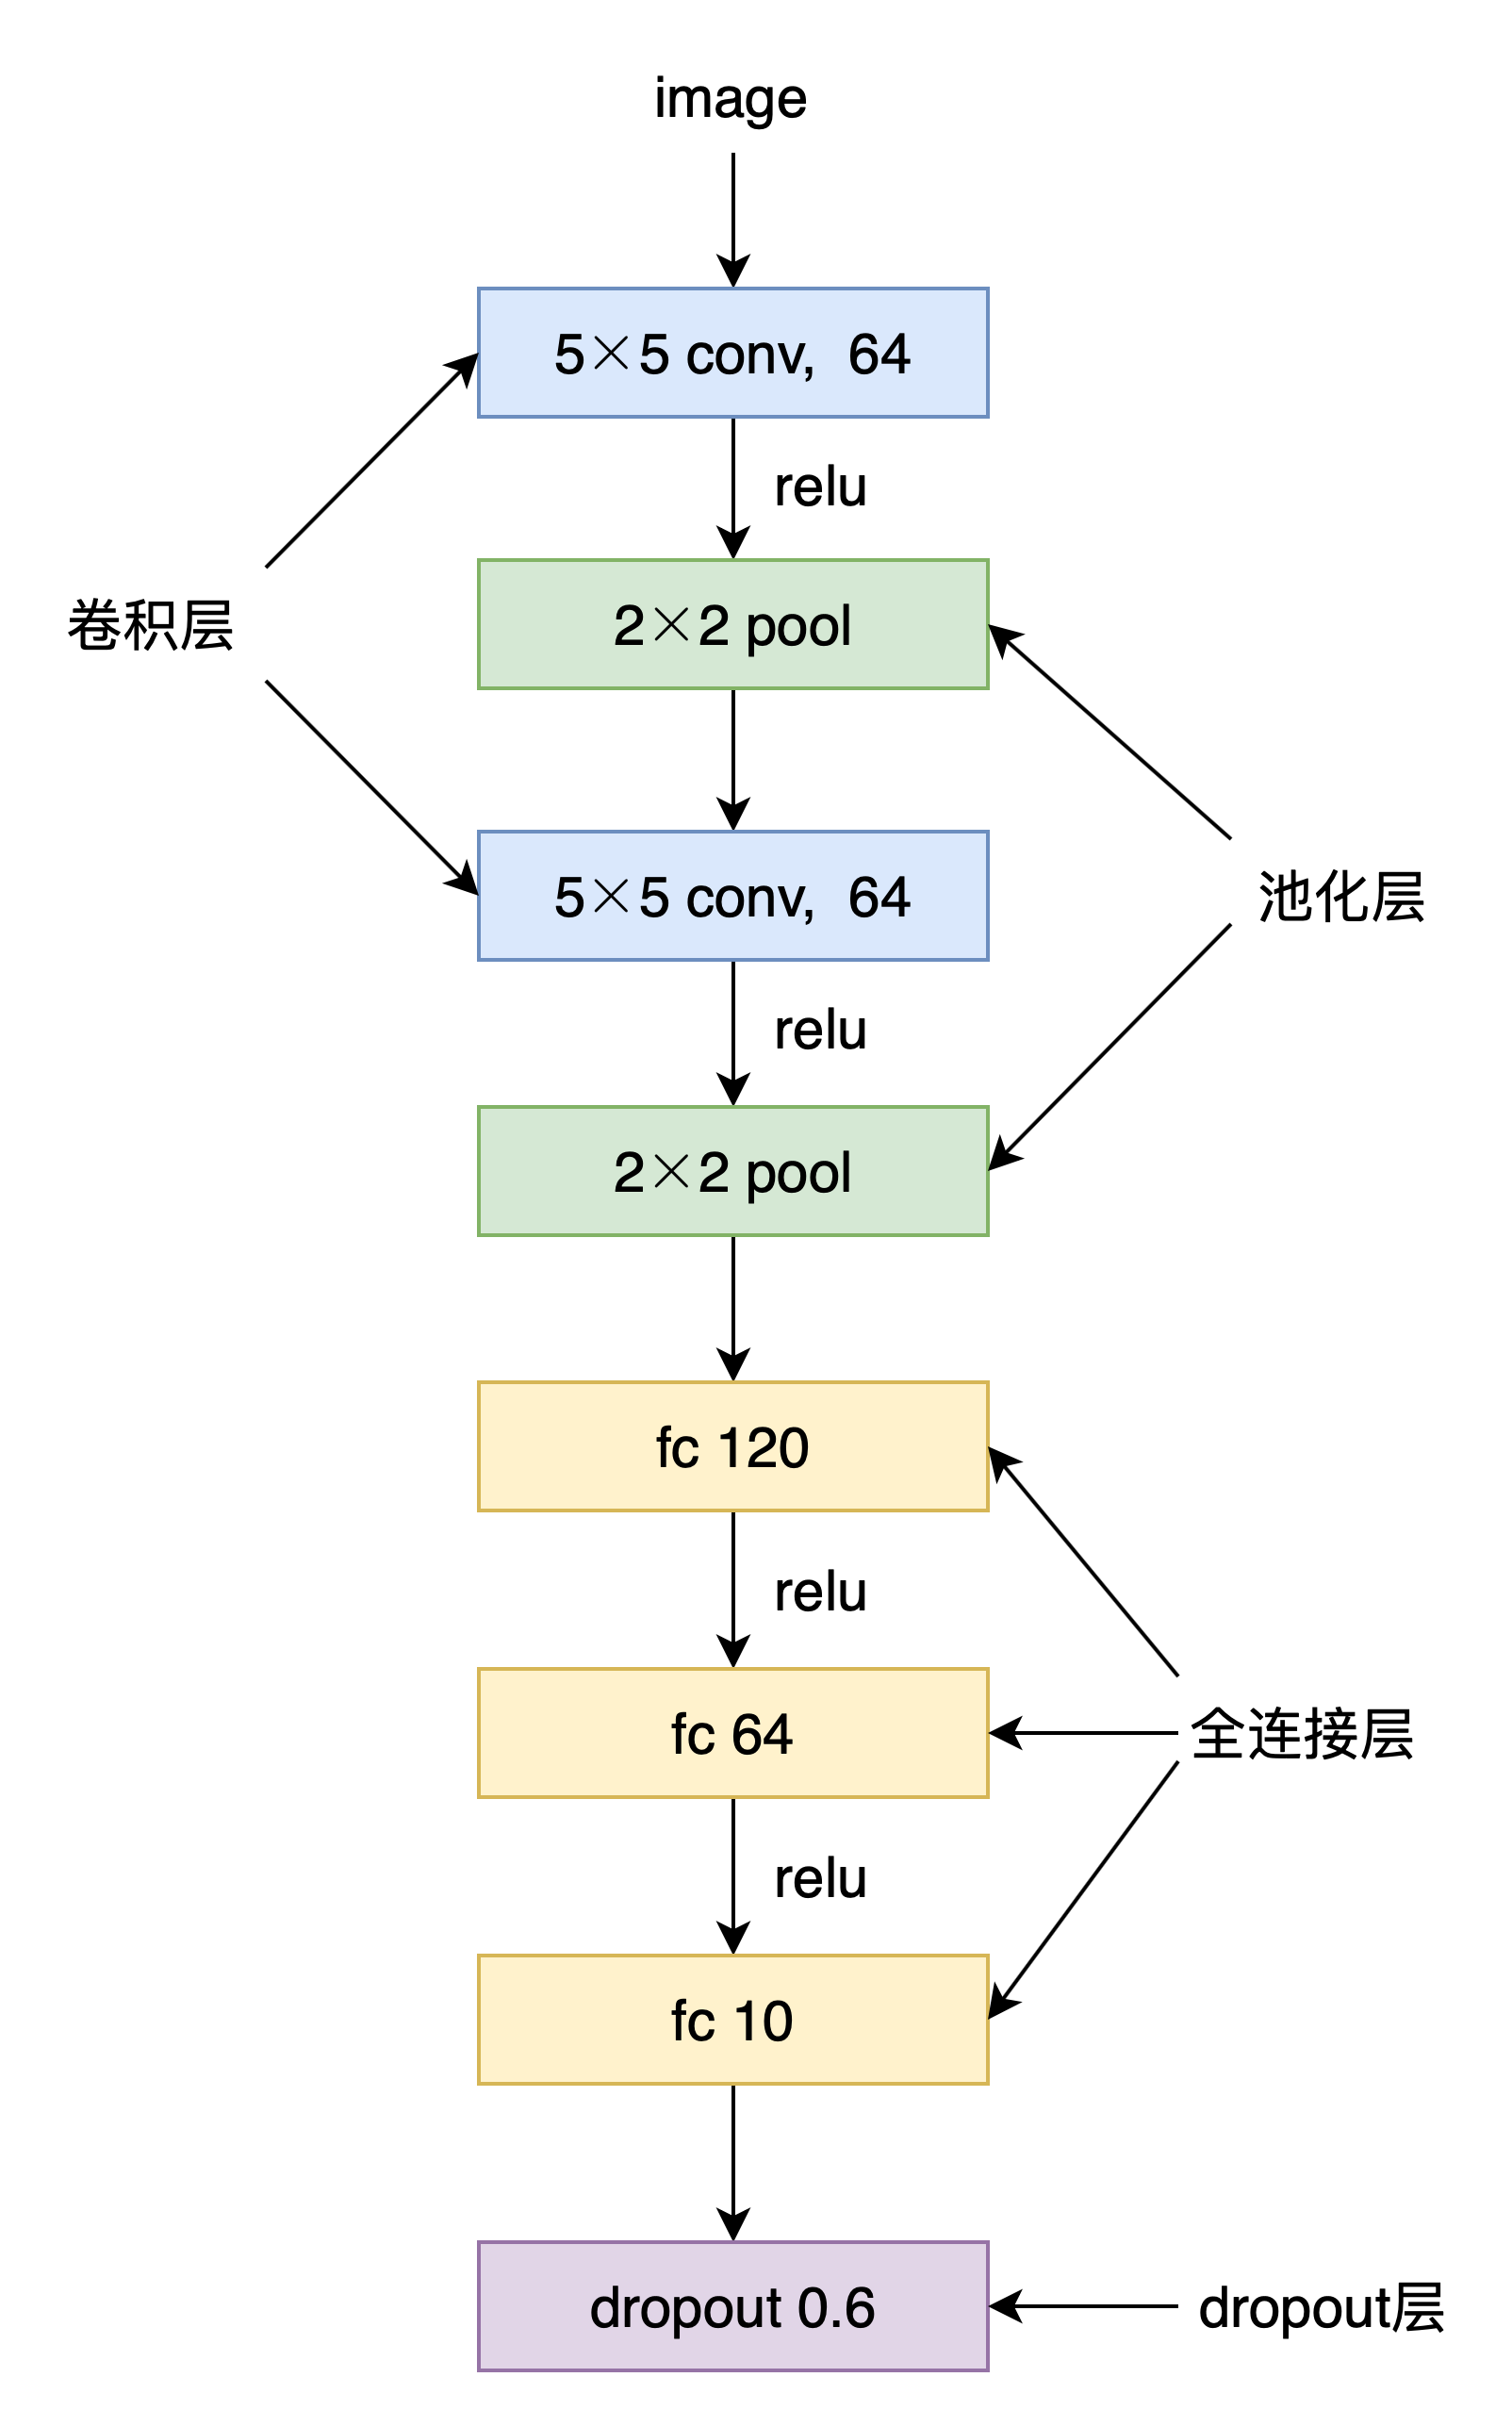 image
5×5 conv,  64
relu
卷积层
2×2 pool
5×5 conv,  64
池化层
relu
2×2 pool
fc 120
relu
fc 64
全连接层
relu
fc 10
dropout 0.6
dropout层